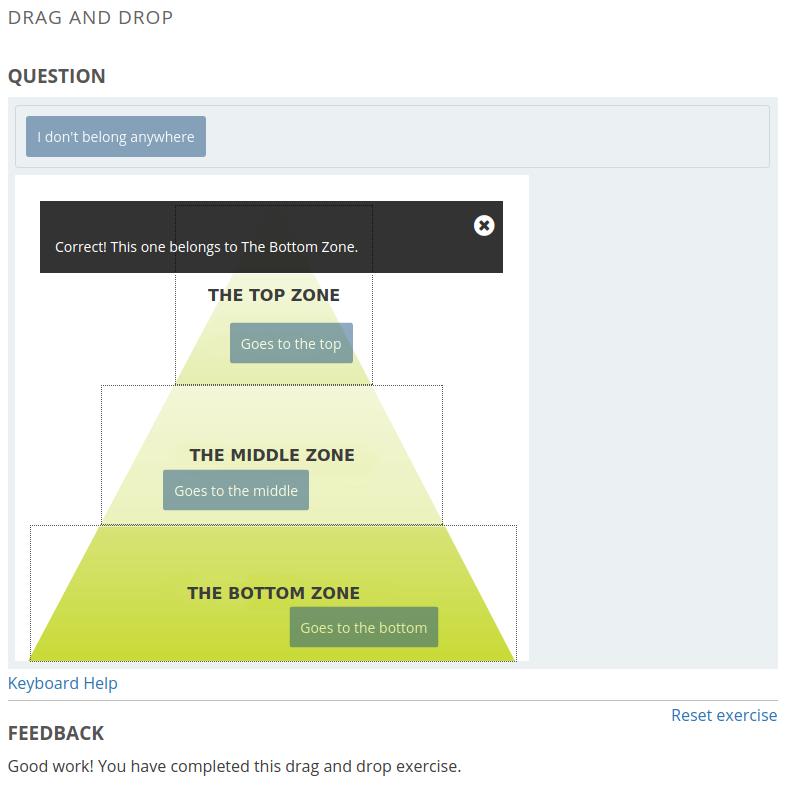 DRAG AND DROP
QUESTION
I don't belong anywhere
Correct! This one belongs to The Bottom Zone.
THE TOP ZONE
Goes to the top
THE MIDDLE ZONE
Goes to the middle
THE BOTTOM ZONE
Goes to the bottom
Keyboard Help
Reset exercise
FEEDBACK
Good work! You have completed this drag and drop exercise.